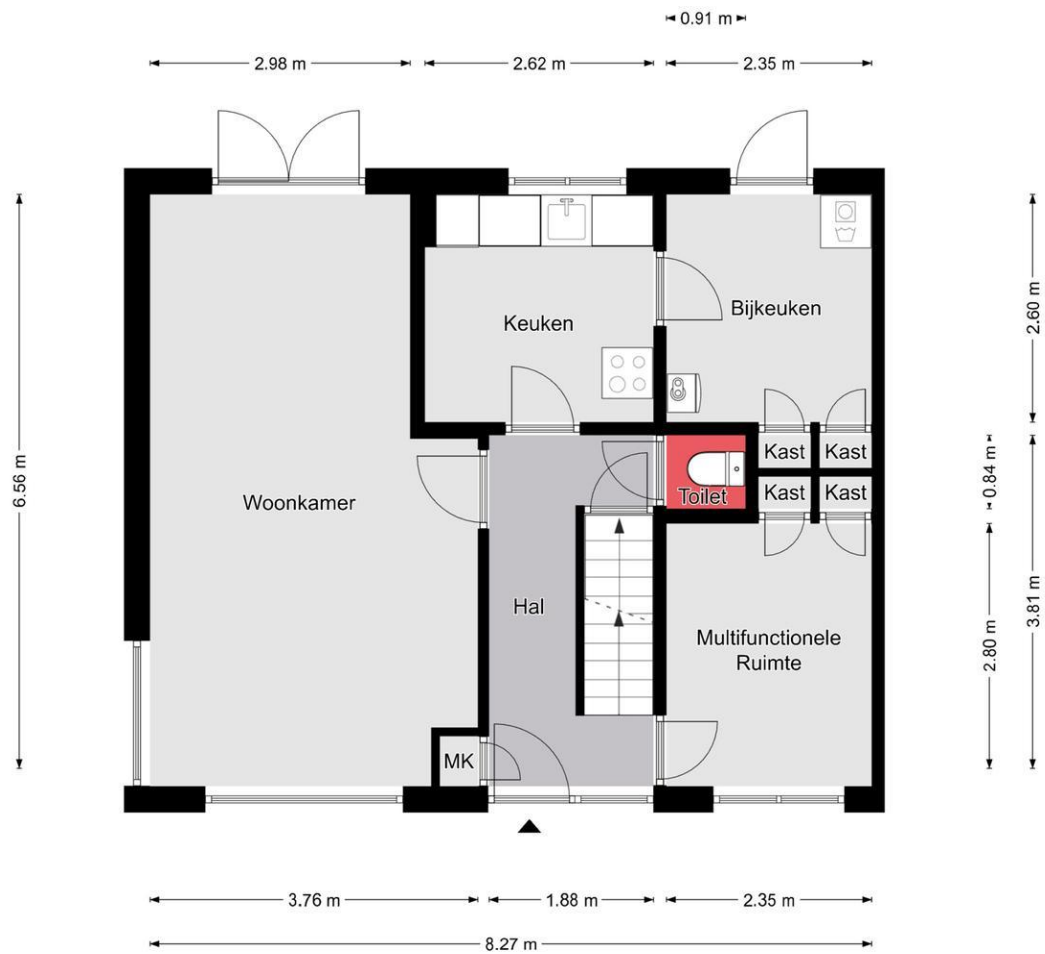 0.91 m
2.98 m
2.62 m
2.35 m
Keuken
Bijkeuken
2.60 m
6.56 m
Woonkamer
Toilet
Kast
Kast
Kast
Kast
0.84 m
3.81 m
Hal
Multifunctionele
Ruimte
2.80 m
MK
3.76 m
1.88 m
2.35 m
8.27 m